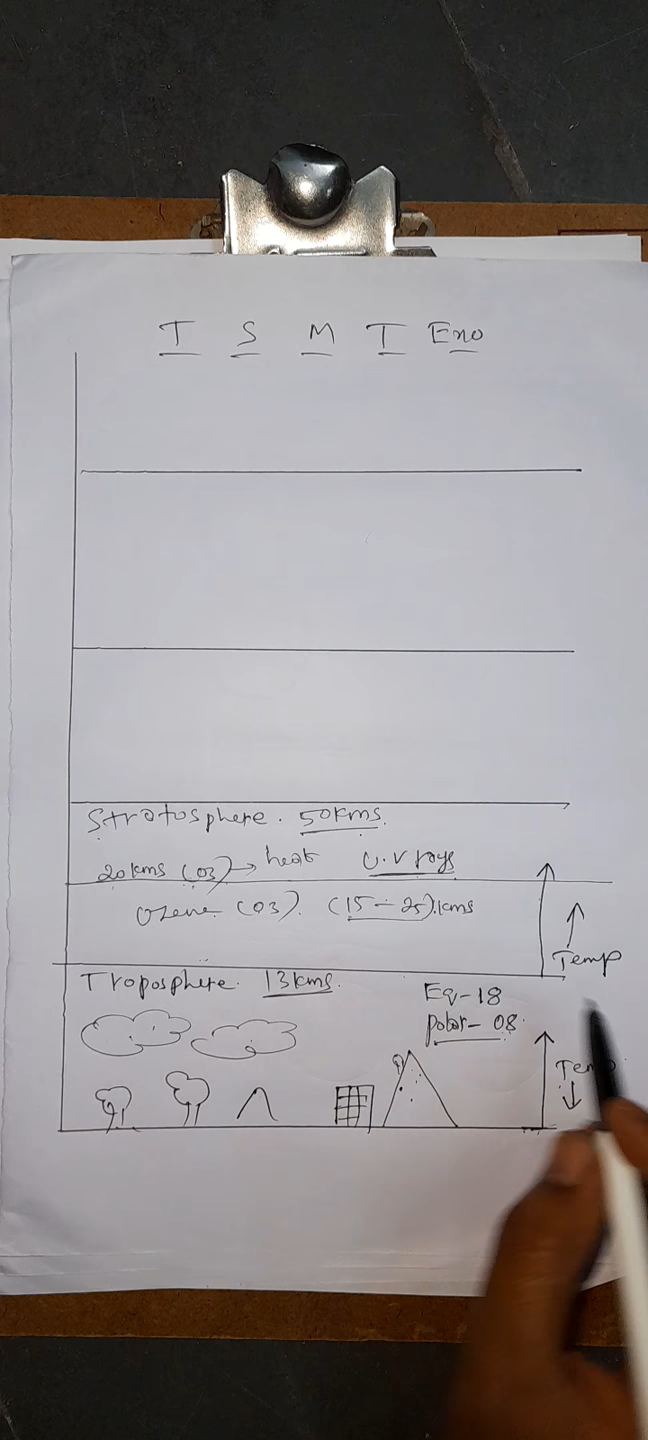 T S M T Exo
Stratosphere. 50kms.
20kms (O3) → heat U.V rays
Ozone (O3). (15-25).kms
↑
Temp
Troposphere. 13kms.
Eq-18
polar- 08.
Temp
↓